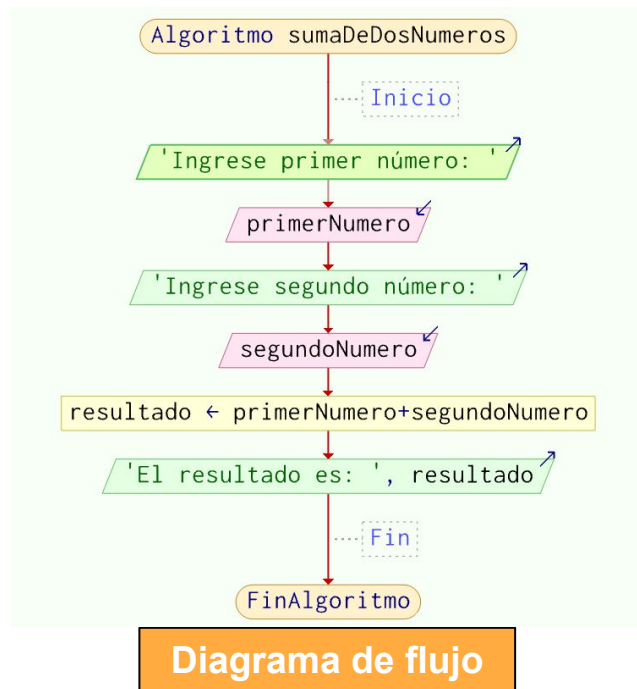 Algoritmo sumaDeDosNumeros
Inicio
'Ingrese primer número: '
primerNumero
'Ingrese segundo número: '
segundoNumero
resultado ← primerNumero+segundoNumero
'El resultado es: ', resultado
Fin
FinAlgoritmo
Diagrama de flujo